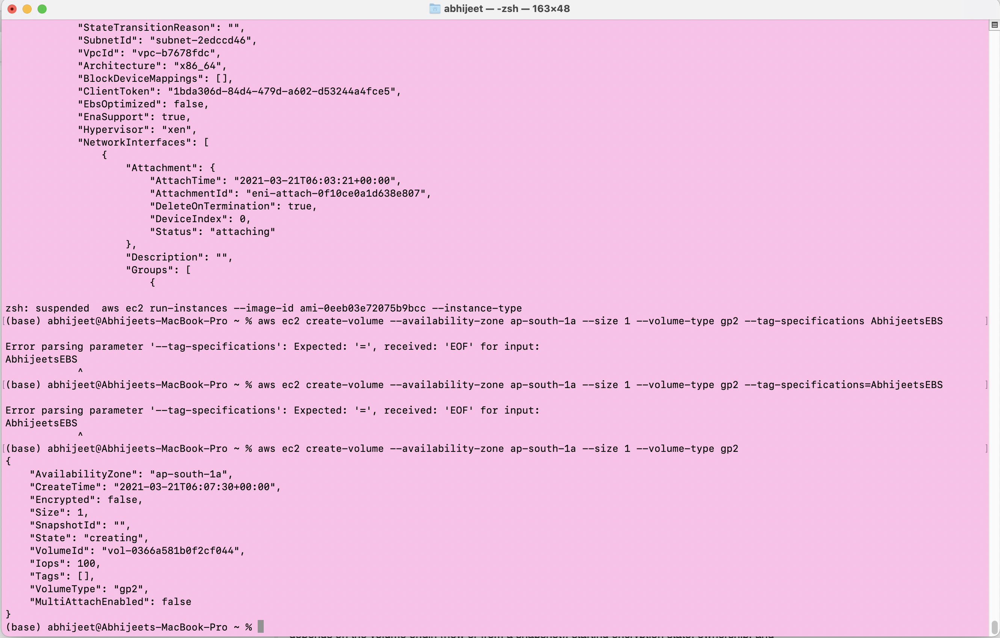 abhijeet — -zsh — 163×48
"StateTransitionReason": "",
"SubnetId": "subnet-2edccd46",
"VpcId": "vpc-b7678fdc",
"Architecture": "x86_64",
"BlockDeviceMappings": [],
"ClientToken": "1bda306d-84d4-479d-a602-d53244a4fce5",
"EbsOptimized": false,
"EnaSupport": true,
"Hypervisor": "xen",
"NetworkInterfaces": [
{
"Attachment": {
"AttachTime": "2021-03-21T06:03:21+00:00",
"AttachmentId": "eni-attach-0f10ce0a1d638e807",
"DeleteOnTermination": true,
"DeviceIndex": 0,
"Status": "attaching"
},
"Description": "",
"Groups": [
{
zsh: suspended  aws ec2 run-instances --image-id ami-0eeb03e72075b9bcc --instance-type
[(base) abhijeet@Abhijeets-MacBook-Pro ~ % aws ec2 create-volume --availability-zone ap-south-1a --size 1 --volume-type gp2 --tag-specifications AbhijeetsEBS ]
Error parsing parameter '--tag-specifications': Expected: '=', received: 'EOF' for input:
AbhijeetsEBS
^
[(base) abhijeet@Abhijeets-MacBook-Pro ~ % aws ec2 create-volume --availability-zone ap-south-1a --size 1 --volume-type gp2 --tag-specifications=AbhijeetsEBS ]
Error parsing parameter '--tag-specifications': Expected: '=', received: 'EOF' for input:
AbhijeetsEBS
^
[(base) abhijeet@Abhijeets-MacBook-Pro ~ % aws ec2 create-volume --availability-zone ap-south-1a --size 1 --volume-type gp2 ]
{
"AvailabilityZone": "ap-south-1a",
"CreateTime": "2021-03-21T06:07:30+00:00",
"Encrypted": false,
"Size": 1,
"SnapshotId": "",
"State": "creating",
"VolumeId": "vol-0366a581b0f2cf044",
"Iops": 100,
"Tags": [],
"VolumeType": "gp2",
"MultiAttachEnabled": false
}
(base) abhijeet@Abhijeets-MacBook-Pro ~ %